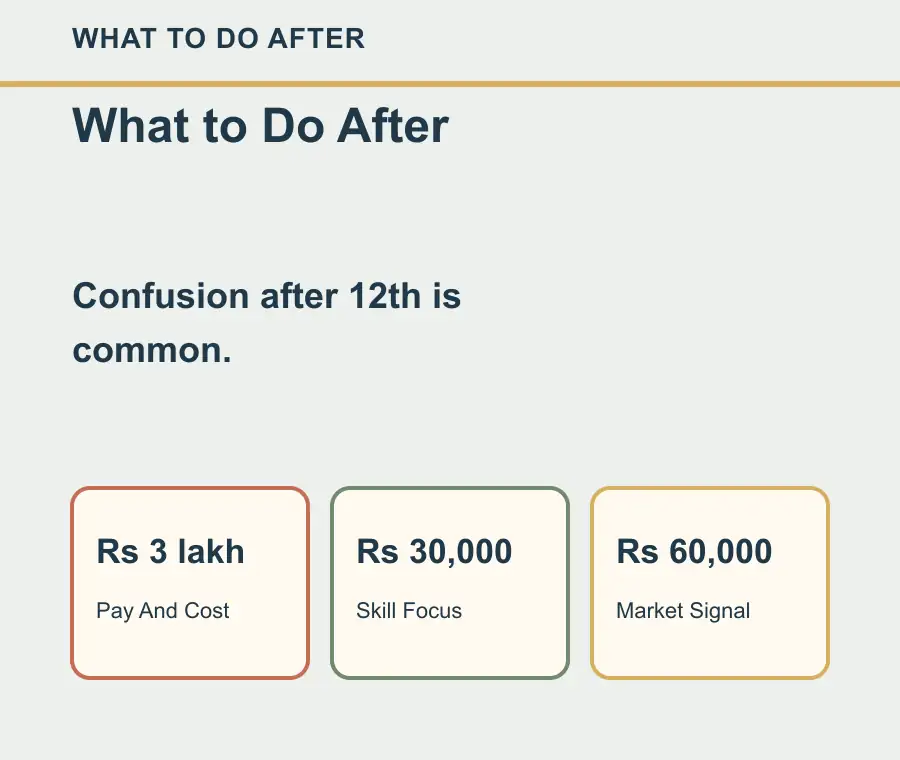 WHAT TO DO AFTER
What to Do After
Confusion after 12th is
common.
Rs 3 lakh
Pay And Cost
Rs 30,000
Skill Focus
Rs 60,000
Market Signal